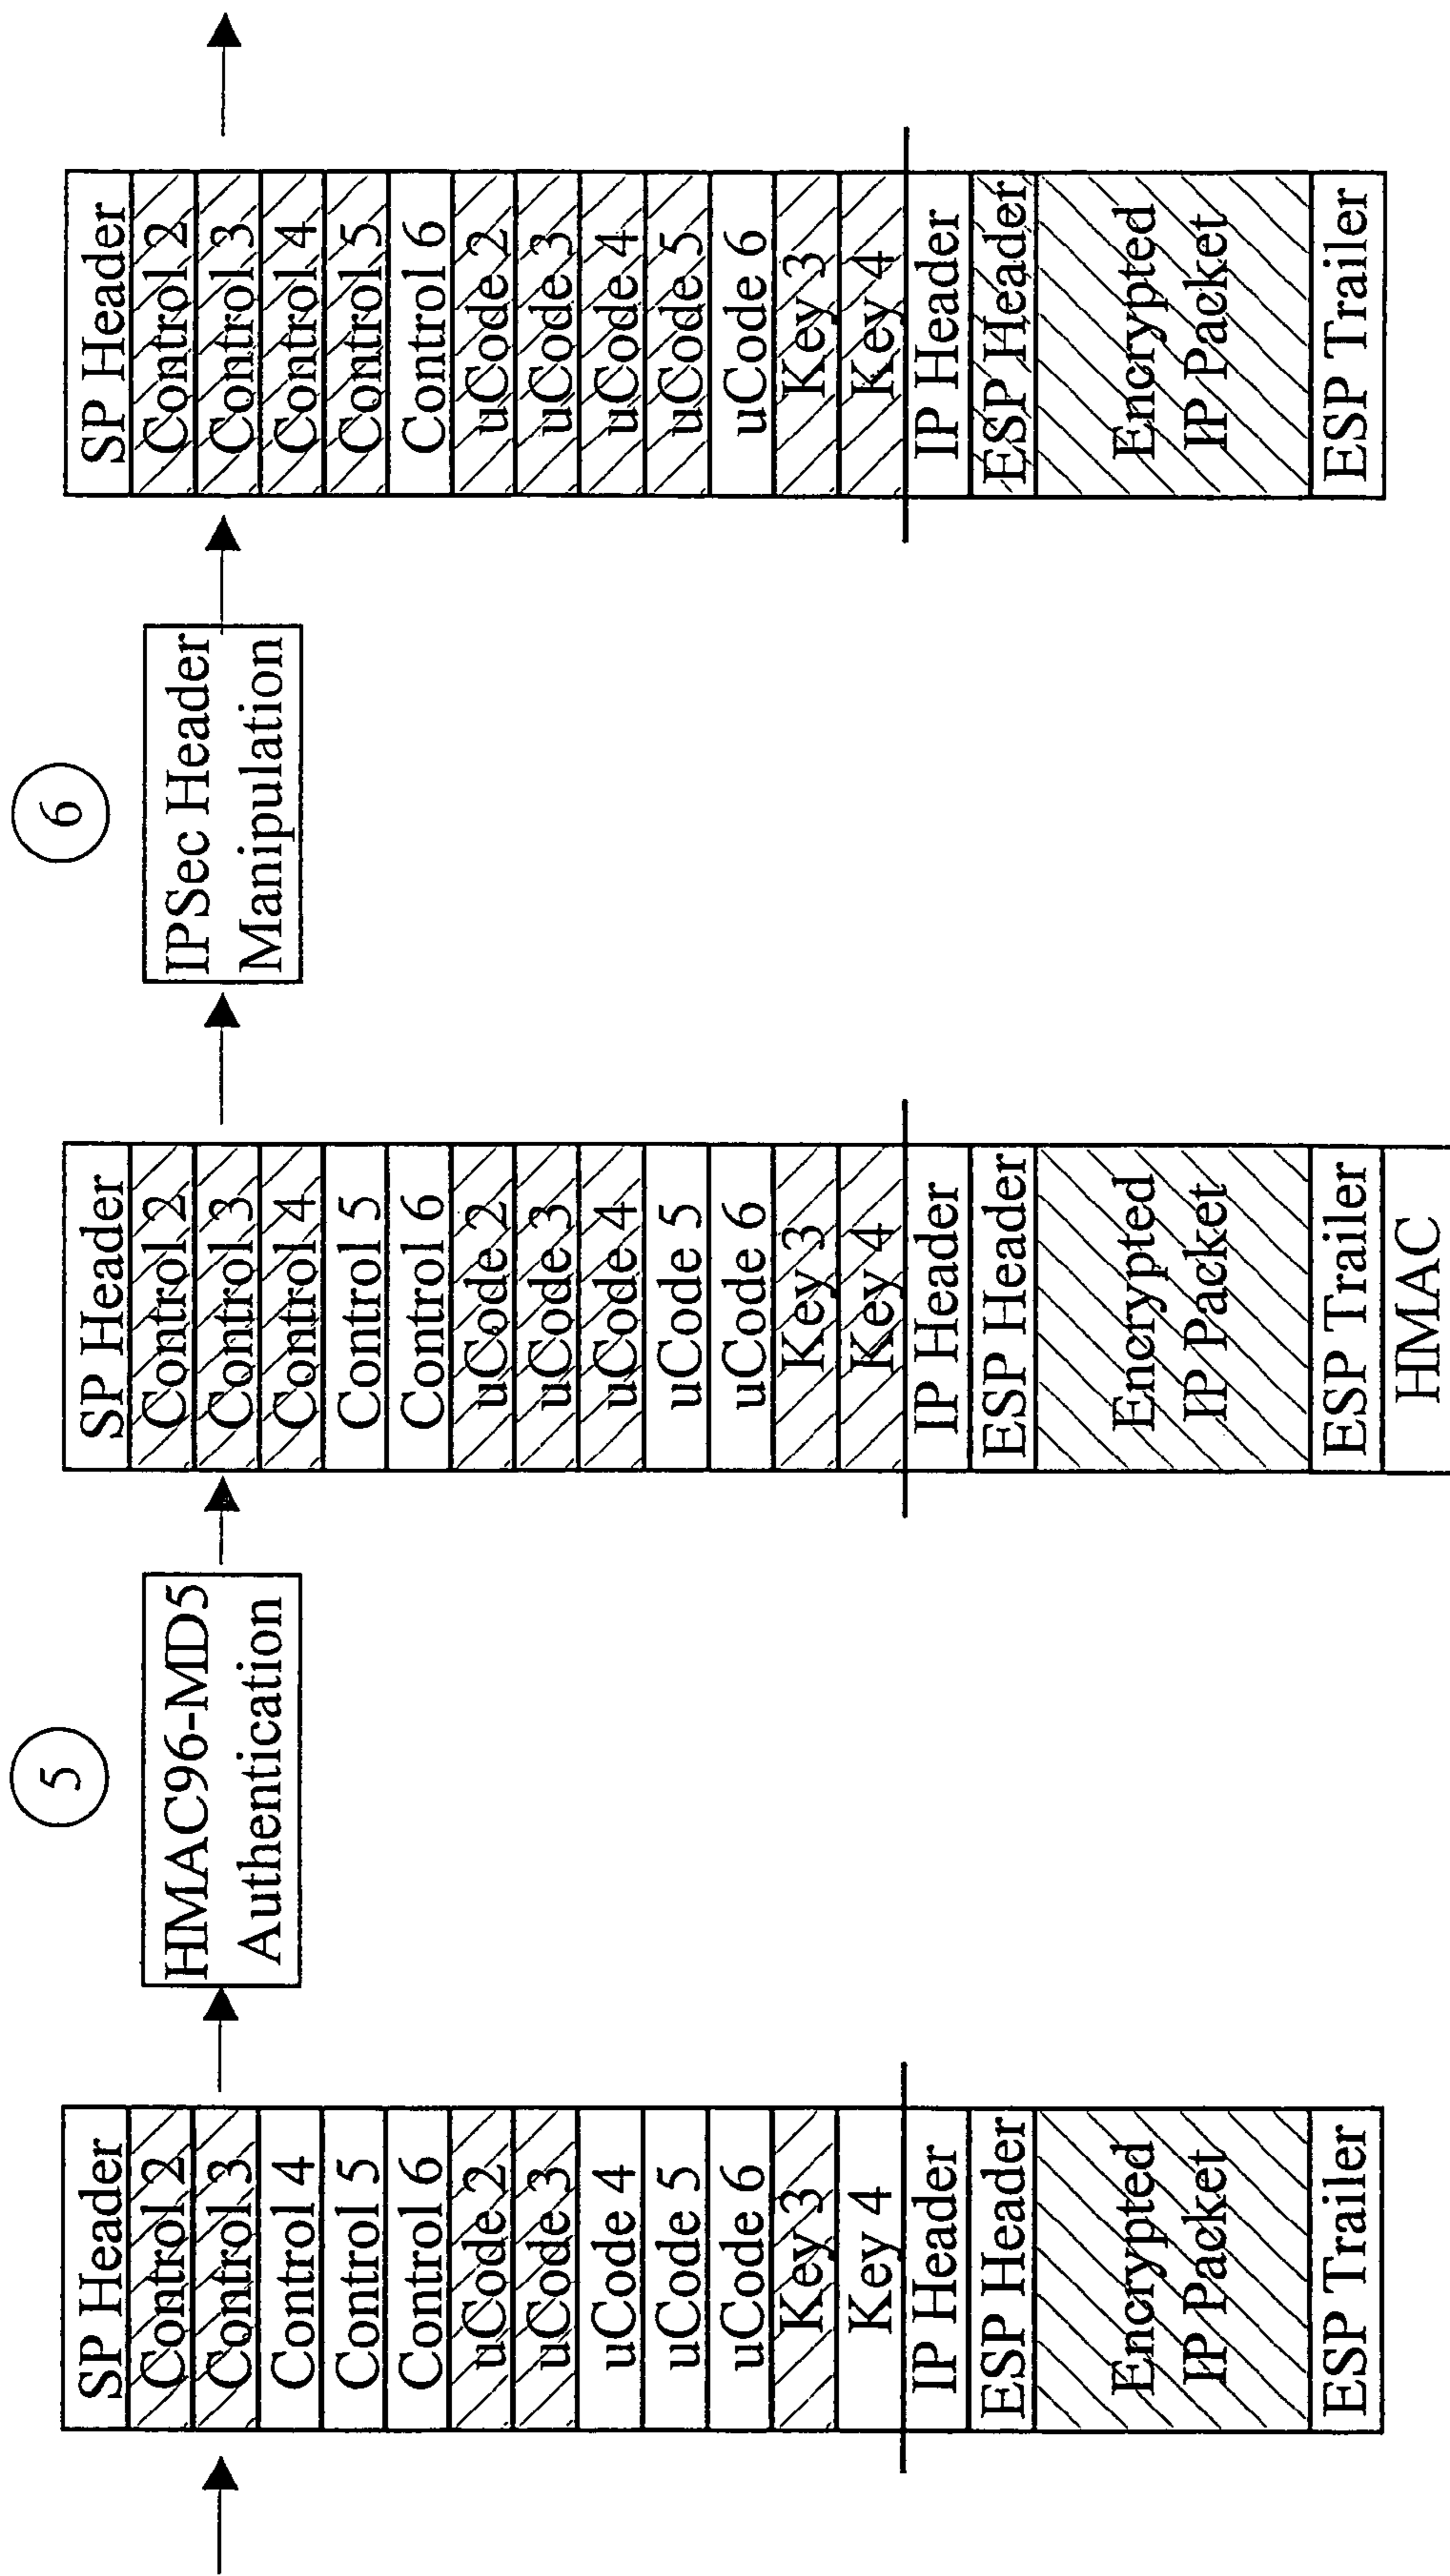 5
6
SP Header
Control 2
Control 3
Control 4
Control 5
Control 6
uCode 2
uCode 3
uCode 4
uCode 5
uCode 6
Key 3
Key 4
IP Header
ESP Header
Encrypted
IP Packet
ESP Trailer
HMAC96-MD5
Authentication
SP Header
Control 2
Control 3
Control 4
Control 5
Control 6
uCode 2
uCode 3
uCode 4
uCode 5
uCode 6
Key 3
Key 4
IP Header
ESP Header
Encrypted
IP Packet
ESP Trailer
HMAC
IPSec Header
Manipulation
SP Header
Control 2
Control 3
Control 4
Control 5
Control 6
uCode 2
uCode 3
uCode 4
uCode 5
uCode 6
Key 3
Key 4
IP Header
ESP Header
Encrypted
IP Packet
ESP Trailer